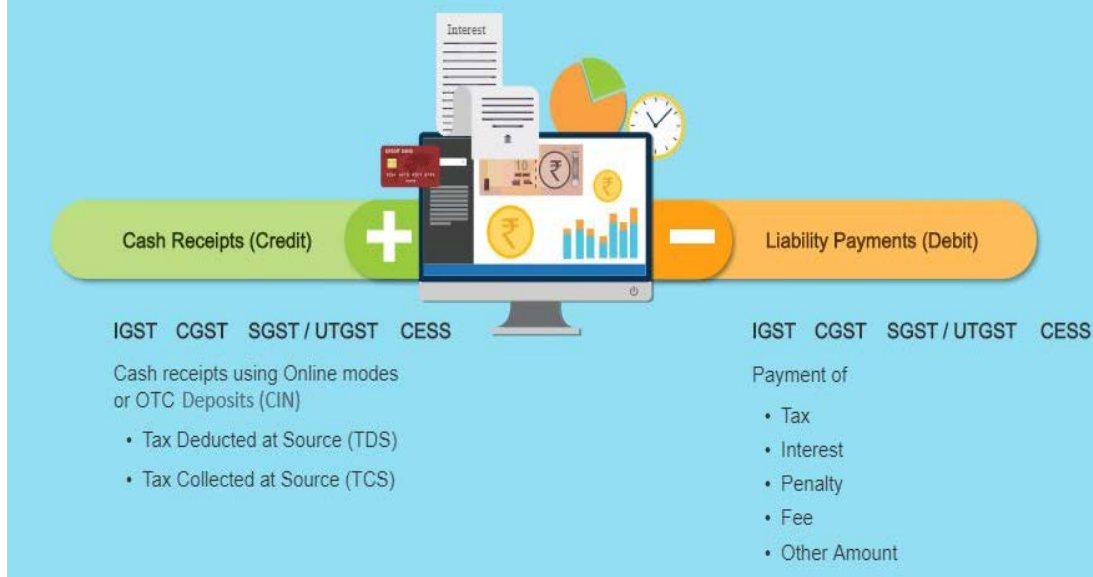 Interest
10
Cash Receipts (Credit)
Liability Payments (Debit)
IGST CGST SGST / UTGST CESS
Cash receipts using Online modes
or OTC Deposits (CIN)
• Tax Deducted at Source (TDS)
• Tax Collected at Source (TCS)
IGST CGST SGST / UTGST CESS
Payment of
• Tax
• Interest
• Penalty
• Fee
• Other Amount